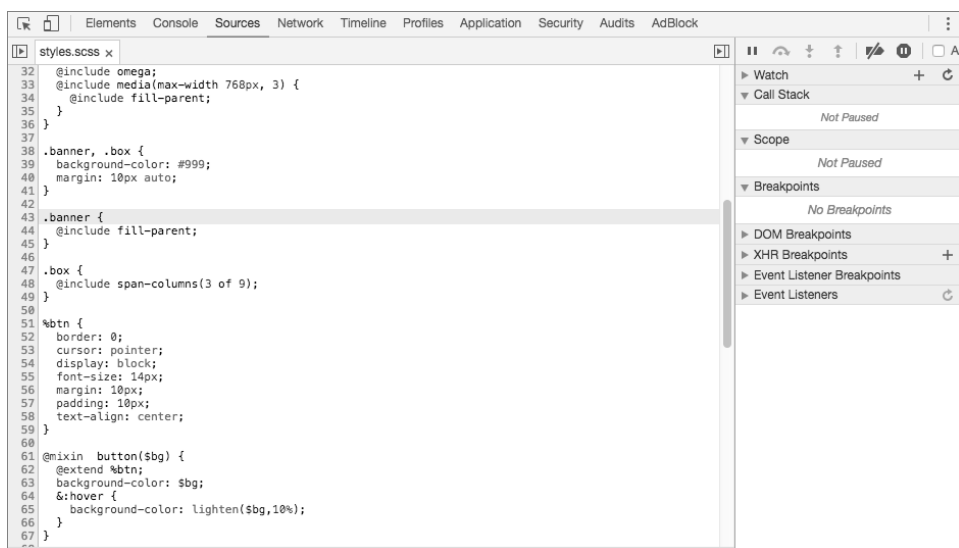 Elements Console Sources Network Timeline Profiles Application Security Audits AdBlock
styles.scss ×
32   @include omega;
33   @include media(max-width 768px, 3) {
34     @include fill-parent;
35   }
36 }
37
38 .banner, .box {
39   background-color: #999;
40   margin: 10px auto;
41 }
42
43 .banner {
44   @include fill-parent;
45 }
46
47 .box {
48   @include span-columns(3 of 9);
49 }
50
51 %btn {
52   border: 0;
53   cursor: pointer;
54   display: block;
55   font-size: 14px;
56   margin: 10px;
57   padding: 10px;
58   text-align: center;
59 }
60
61 @mixin  button($bg) {
62   @extend %btn;
63   background-color: $bg;
64   &:hover {
65     background-color: lighten($bg,10%);
66   }
67 }
A
Watch
Call Stack
Not Paused
Scope
Not Paused
Breakpoints
No Breakpoints
DOM Breakpoints
XHR Breakpoints
Event Listener Breakpoints
Event Listeners